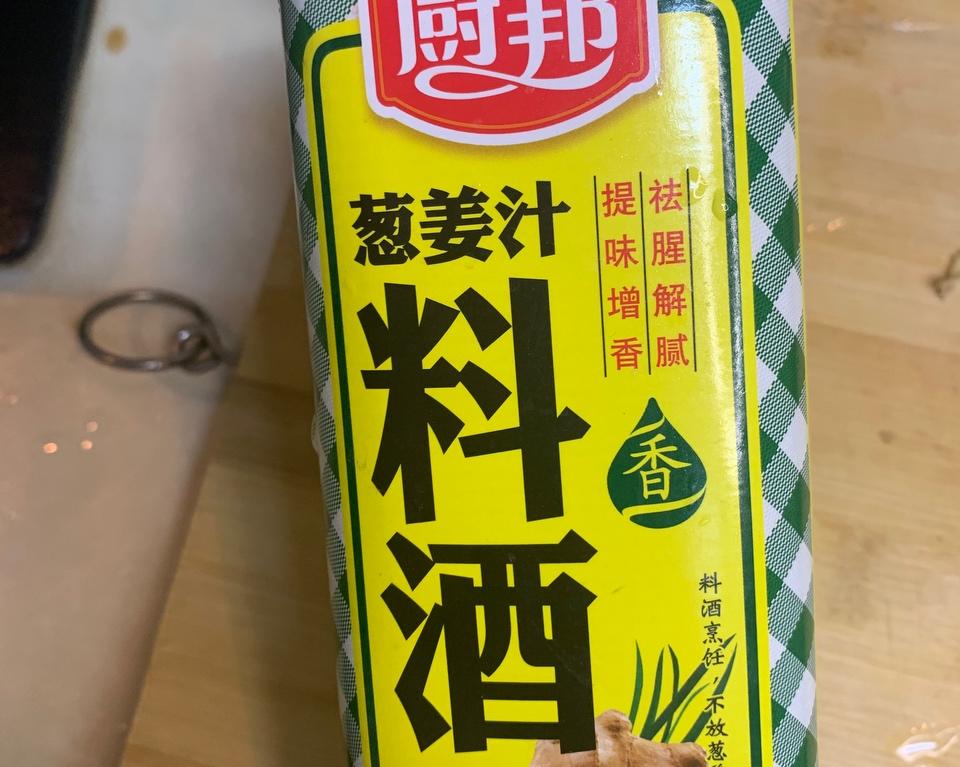 厨邦
葱姜汁
料酒
祛腥解腻
提味增香
香
料酒烹饪，不放葱